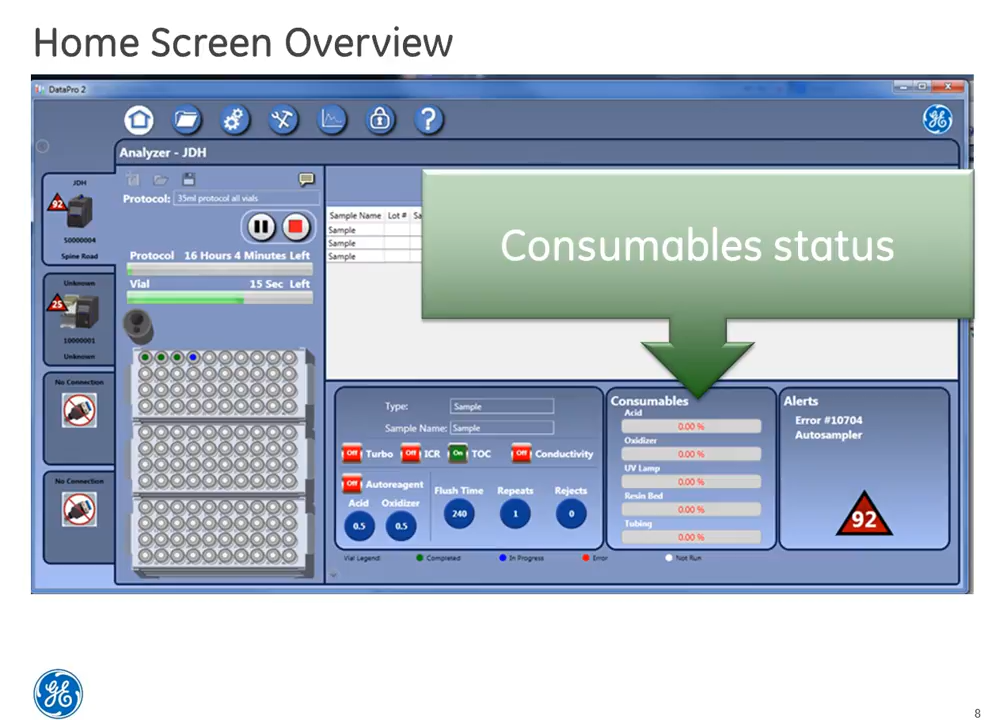 Home Screen Overview
DataPro 2
Analyzer - JDH
JDH
92
50000004
Spine Road
Unknown
25
10000001
Unknown
No Connection
No Connection
Protocol: 35ml protocol all vials
Protocol 16 Hours 4 Minutes Left
Vial 15 Sec Left
Sample Name Lot # Sa
Sample
Sample
Sample
Consumables status
Type: Sample
Sample Name: Sample
Off Turbo Off ICR On TOC Off Conductivity
Off Autoreagent
Acid Oxidizer Flush Time Repeats Rejects
0.5 0.5 240 1 0
Consumables
Acid
0.00 %
Oxidizer
0.00 %
UV Lamp
0.00 %
Resin Bed
0.00 %
Tubing
0.00 %
Alerts
Error #10704
Autosampler
92
Vial Legend: Completed In Progress Error Not Run
GE
8